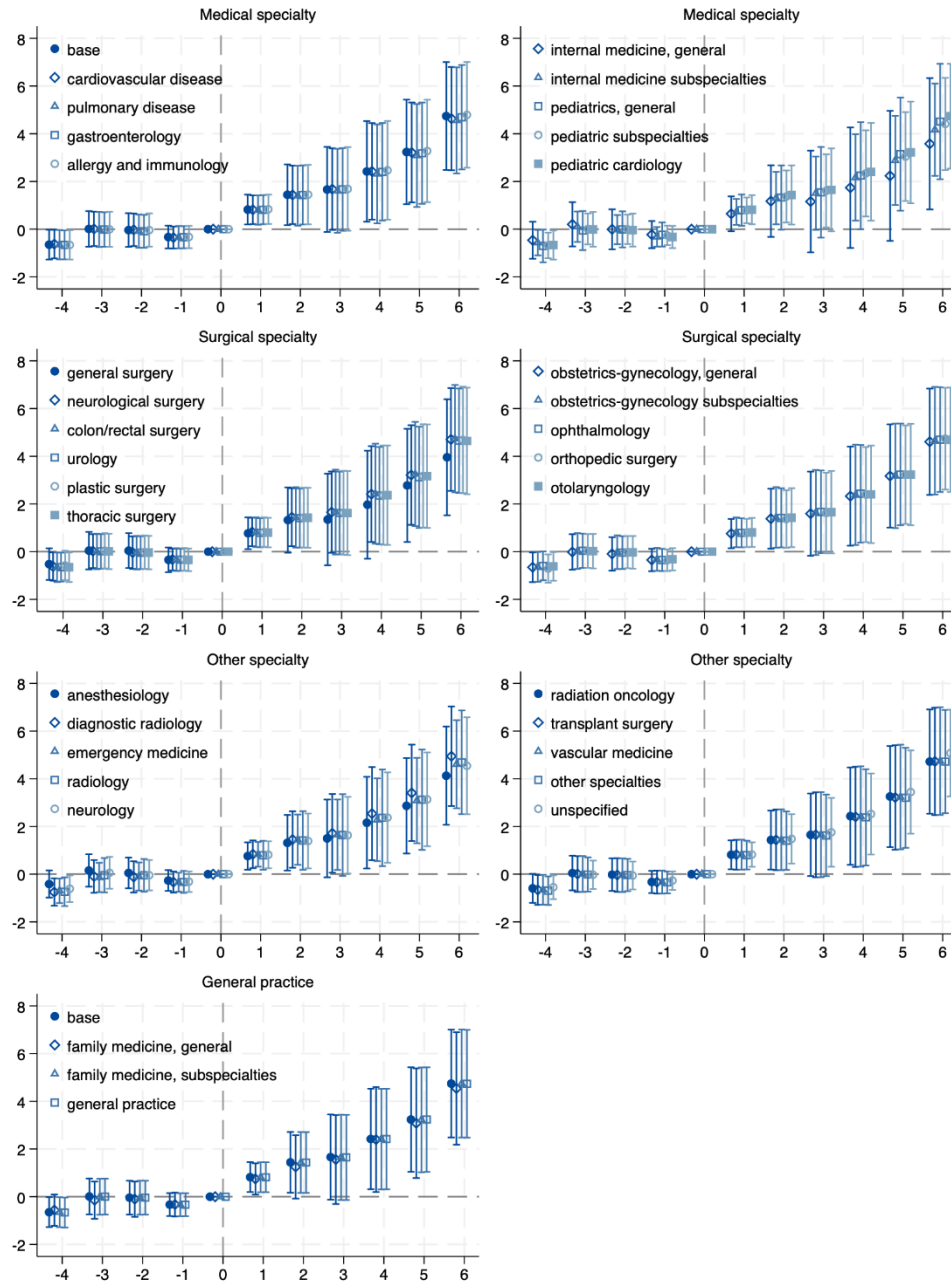 Medical specialty
8
6
4
2
0
-2
base
cardiovascular disease
pulmonary disease
gastroenterology
allergy and immunology
-4 -3 -2 -1 0 1 2 3 4 5 6
Medical specialty
8
6
4
2
0
-2
internal medicine, general
internal medicine subspecialties
pediatrics, general
pediatric subspecialties
pediatric cardiology
-4 -3 -2 -1 0 1 2 3 4 5 6
Surgical specialty
8
6
4
2
0
-2
general surgery
neurological surgery
colon/rectal surgery
urology
plastic surgery
thoracic surgery
-4 -3 -2 -1 0 1 2 3 4 5 6
Surgical specialty
8
6
4
2
0
-2
obstetrics-gynecology, general
obstetrics-gynecology subspecialties
ophthalmology
orthopedic surgery
otolaryngology
-4 -3 -2 -1 0 1 2 3 4 5 6
Other specialty
8
6
4
2
0
-2
anesthesiology
diagnostic radiology
emergency medicine
radiology
neurology
-4 -3 -2 -1 0 1 2 3 4 5 6
Other specialty
8
6
4
2
0
-2
radiation oncology
transplant surgery
vascular medicine
other specialties
unspecified
-4 -3 -2 -1 0 1 2 3 4 5 6
General practice
8
6
4
2
0
-2
base
family medicine, general
family medicine, subspecialties
general practice
-4 -3 -2 -1 0 1 2 3 4 5 6